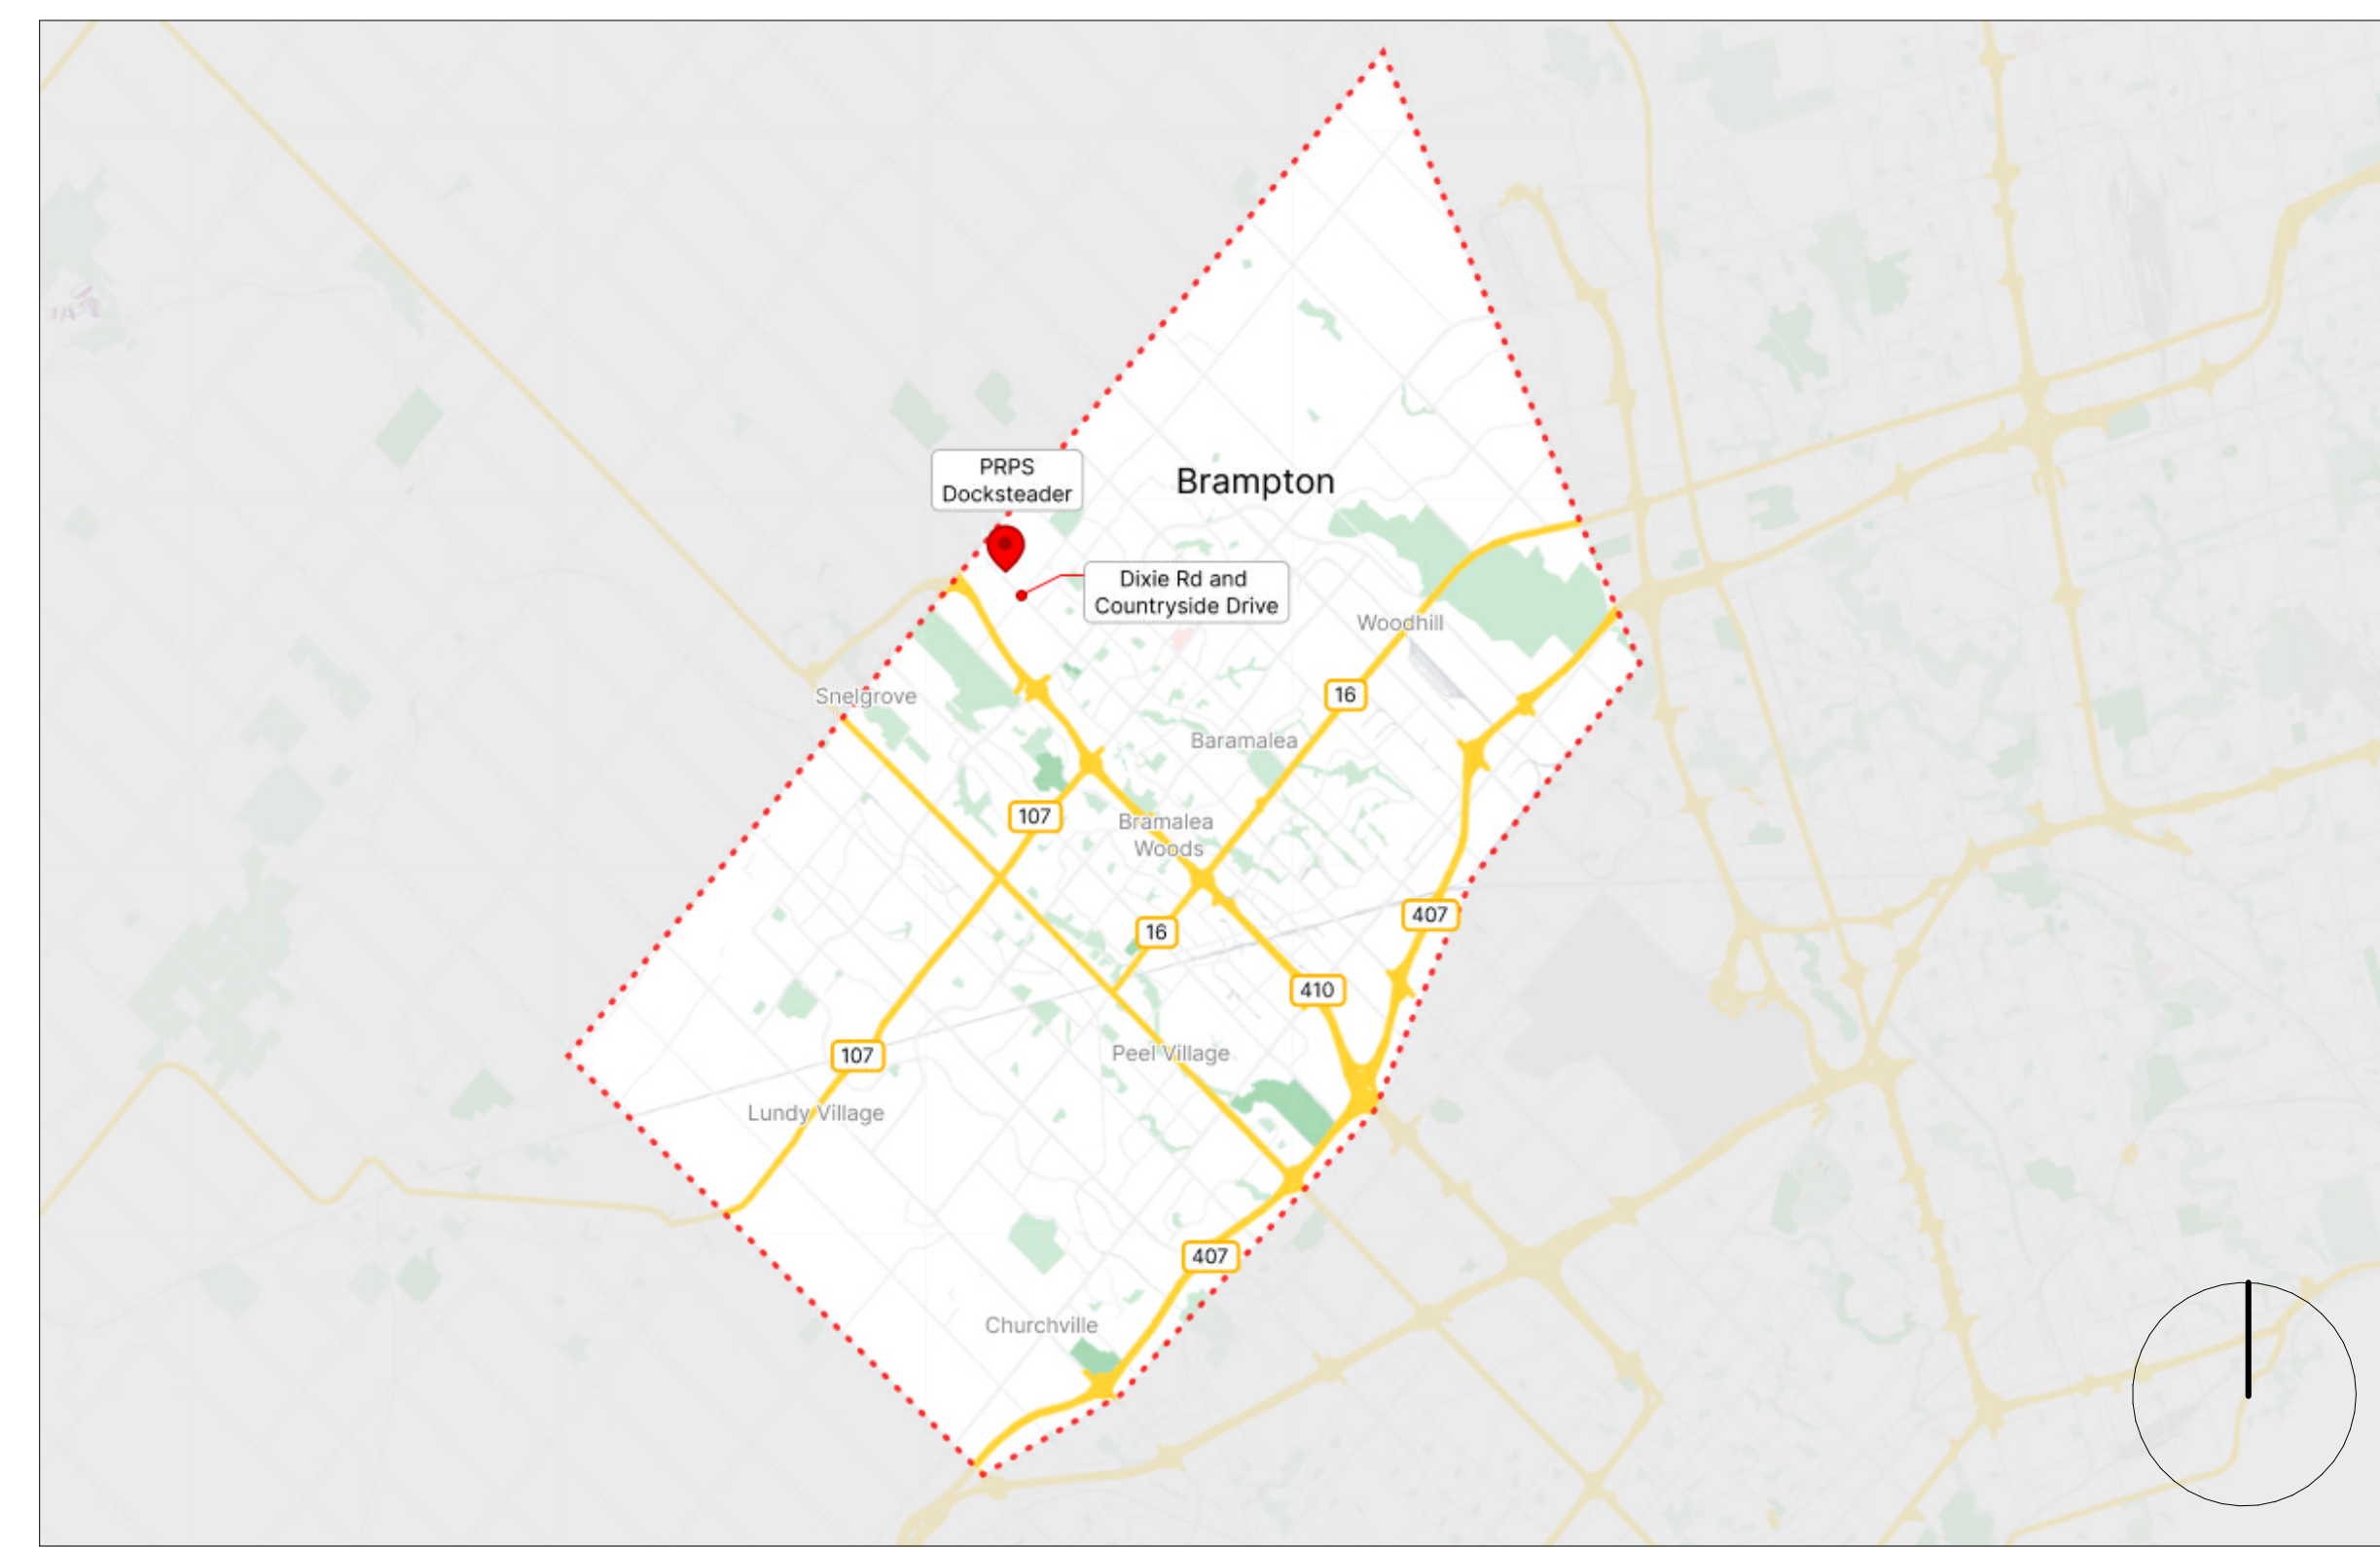 PRPS
Docksteader
Brampton
Dixie Rd and
Countryside Drive
Woodhill
Snelgrove
16
Baramalea
107
Bramalea
Woods
407
16
410
107
Peel Village
Lundy Village
407
Churchville